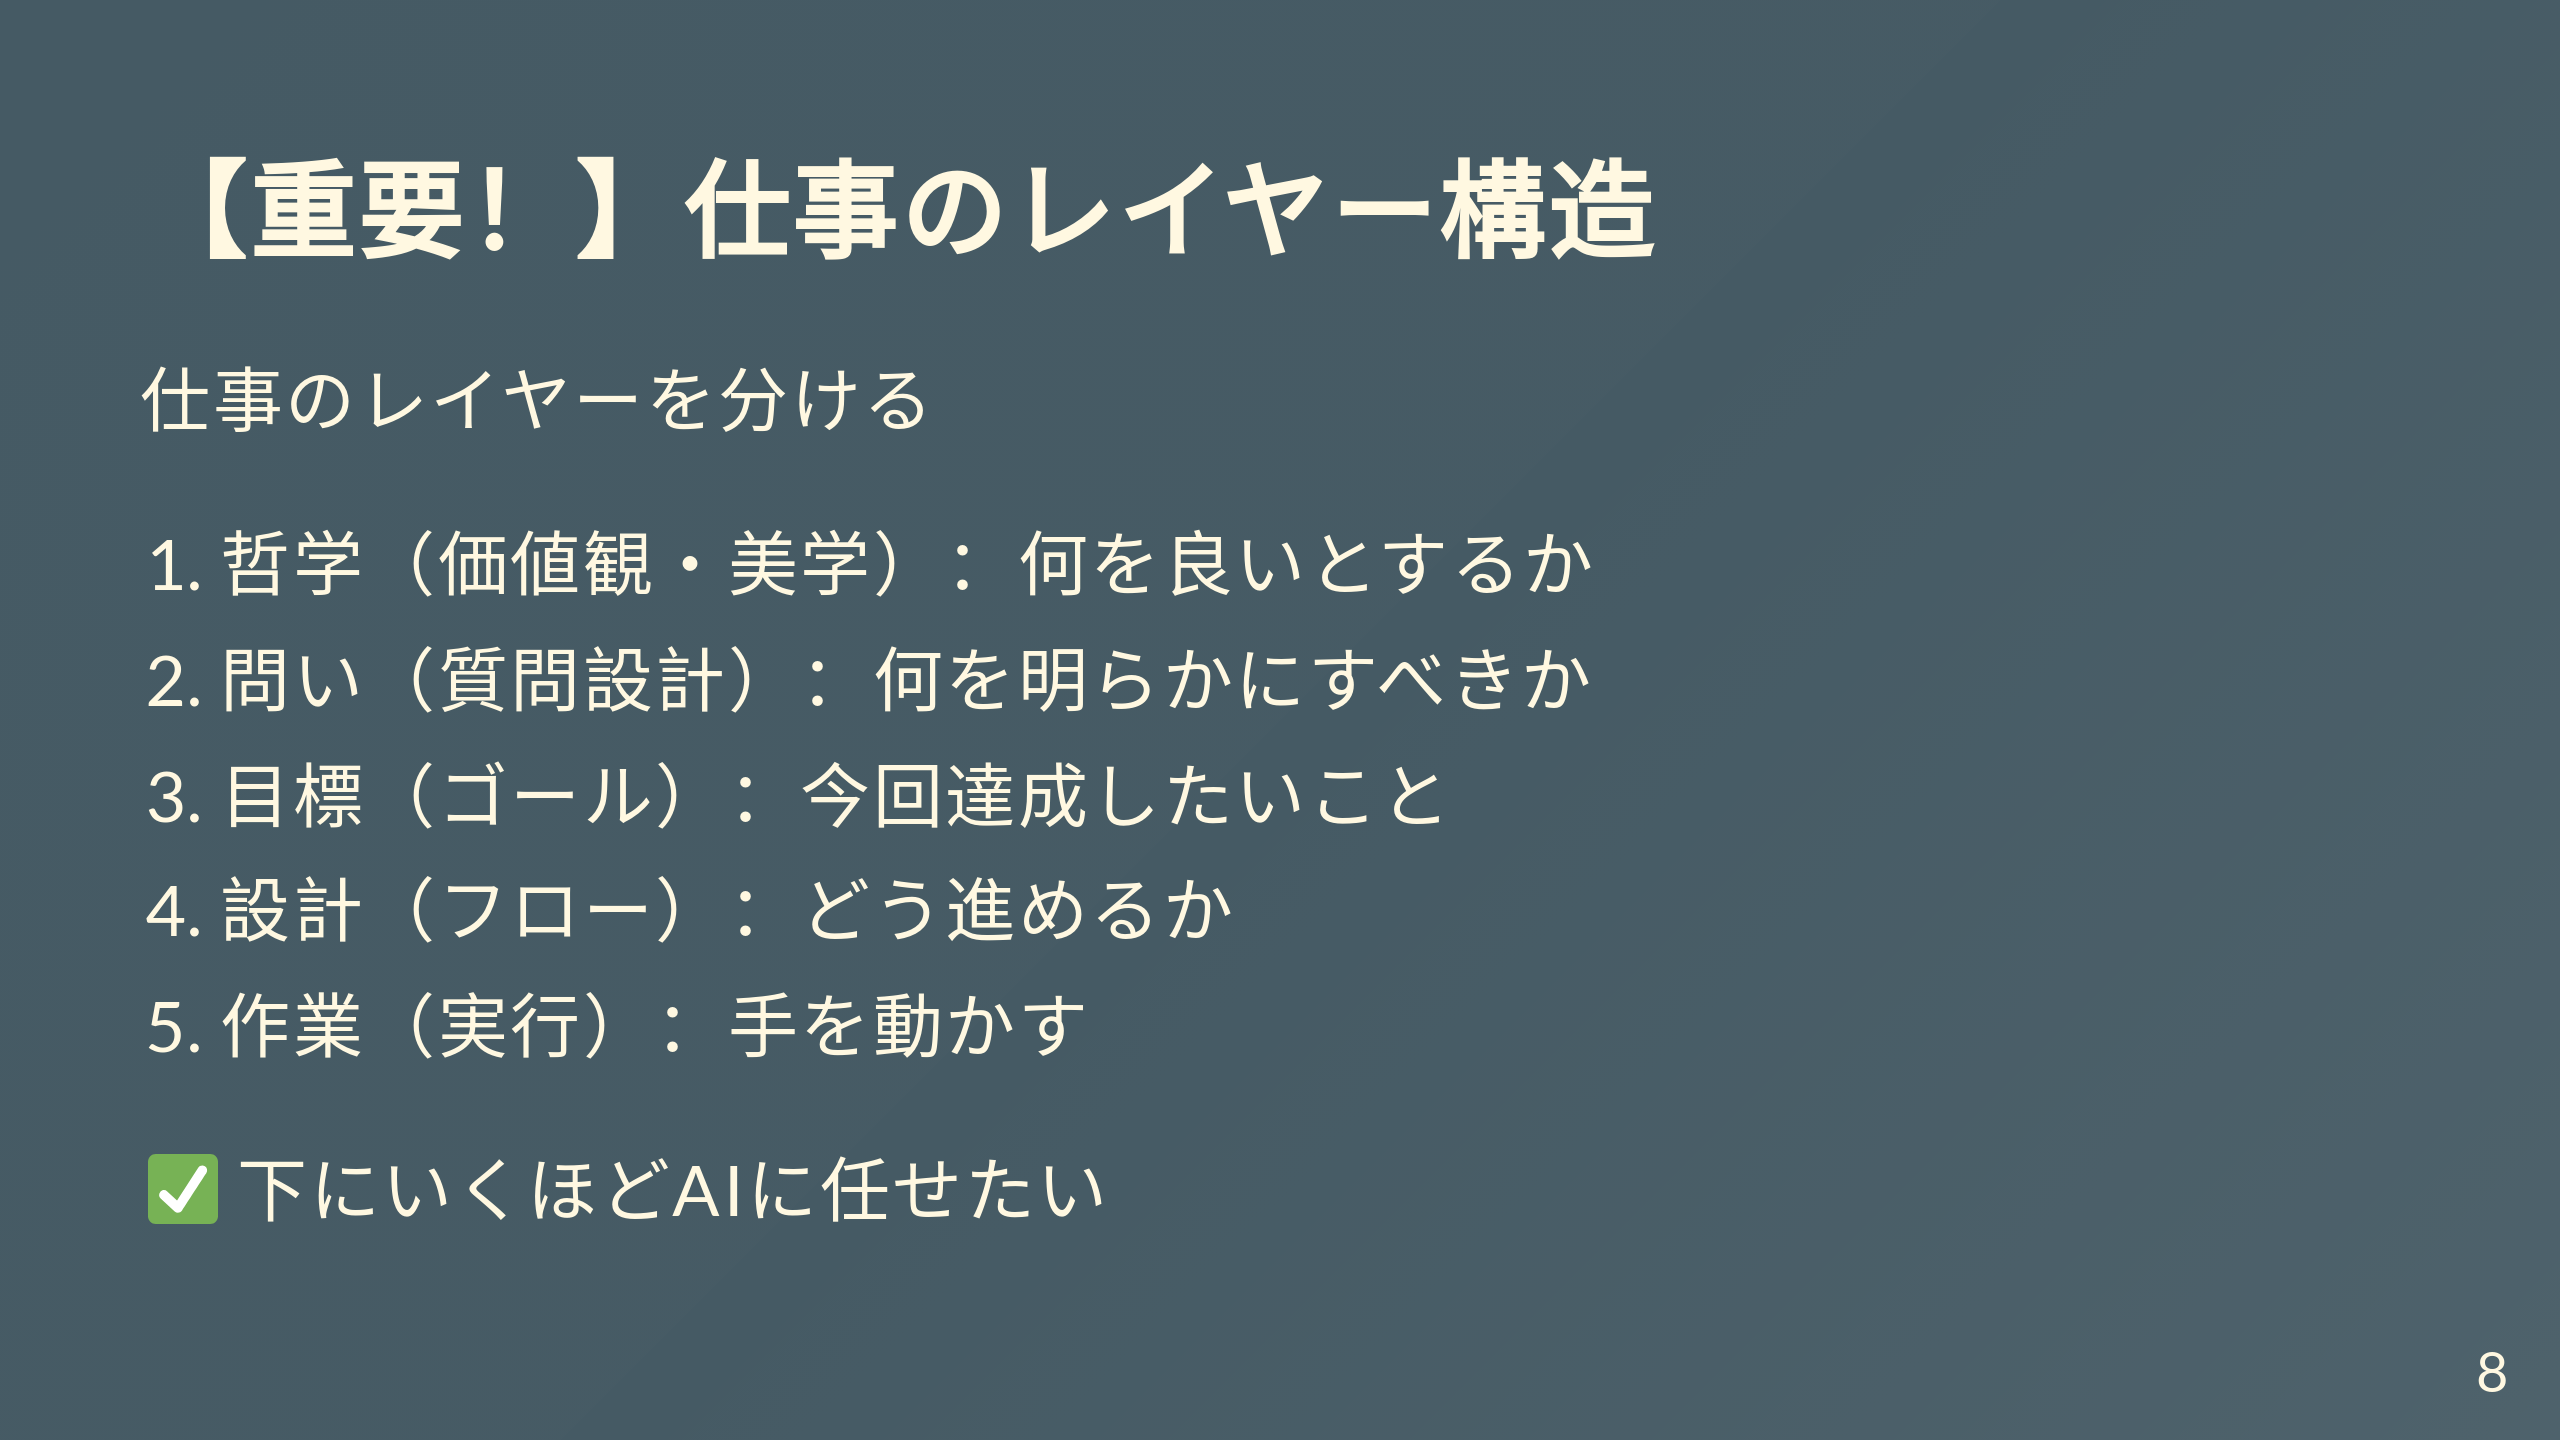 【重要！】仕事のレイヤー構造
仕事のレイヤーを分ける
1. 哲学（価値観・美学）：何を良いとするか
2. 問い（質問設計）：何を明らかにすべきか
3. 目標（ゴール）：今回達成したいこと
4. 設計（フロー）：どう進めるか
5. 作業（実行）：手を動かす
✅ 下にいくほどAIに任せたい
8